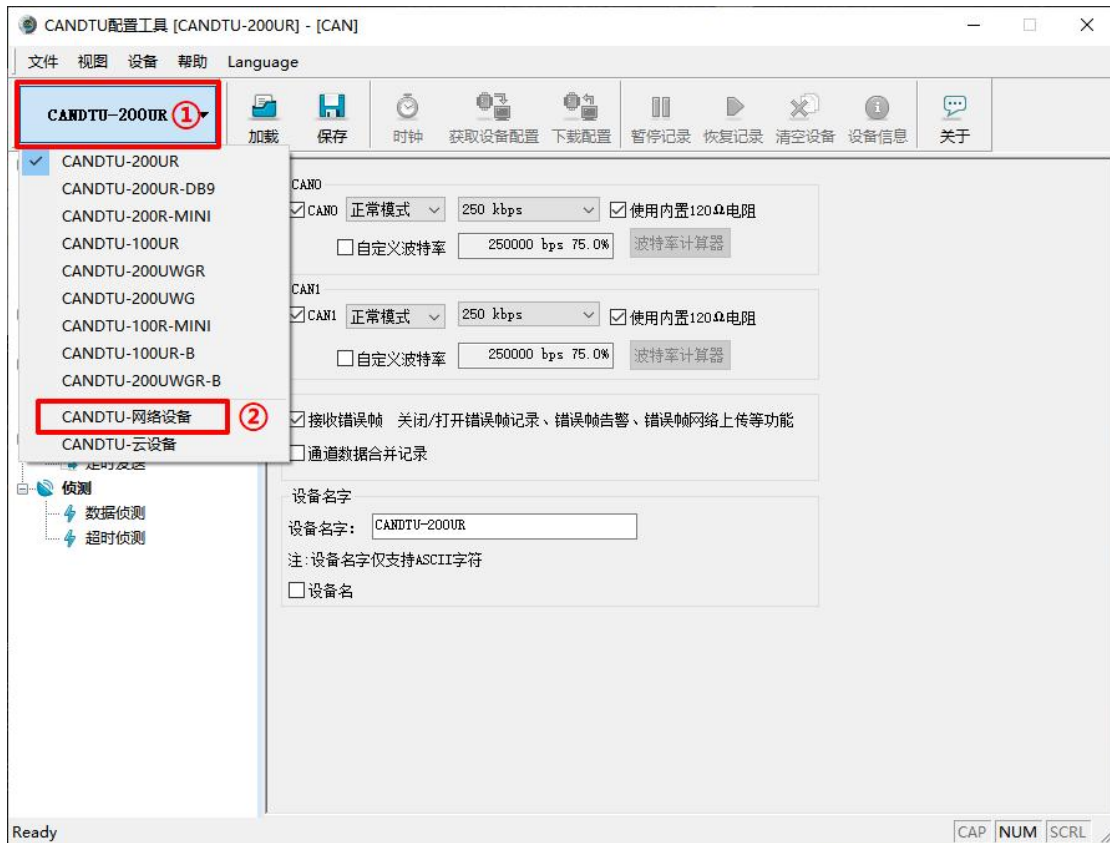 CANDTU配置工具 [CANDTU-200UR] - [CAN]
文件 视图 设备 帮助 Language
CANDTU-200UR ①
加载 保存 时钟 获取设备配置 下载配置 暂停记录 恢复记录 清空设备 设备信息 关于
CANDTU-200UR
CANDTU-200UR-DB9
CANDTU-200R-MINI
CANDTU-100UR
CANDTU-200UWGR
CANDTU-200UWG
CANDTU-100R-MINI
CANDTU-100UR-B
CANDTU-200UWGR-B
CANDTU-网络设备 ②
CANDTU-云设备
定时发送
侦测
数据侦测
超时侦测
CAN0
CAN0 正常模式 250 kbps 使用内置120Ω电阻
自定义波特率 250000 bps 75.0% 波特率计算器
CAN1
CAN1 正常模式 250 kbps 使用内置120Ω电阻
自定义波特率 250000 bps 75.0% 波特率计算器
接收错误帧 关闭/打开错误帧记录、错误帧告警、错误帧网络上传等功能
通道数据合并记录
设备名字
设备名字: CANDTU-200UR
注:设备名字仅支持ASCII字符
设备名
Ready CAP NUM SCRL